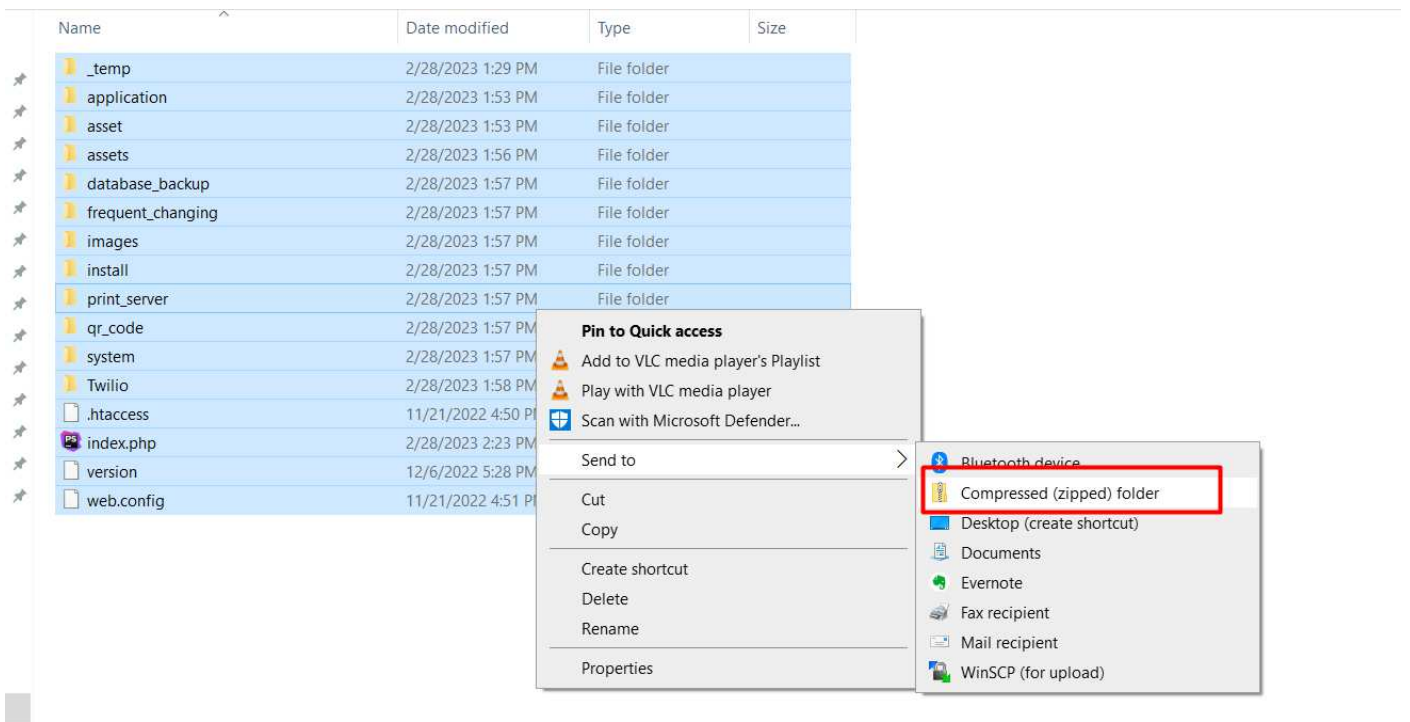 Name Date modified Type Size
_temp 2/28/2023 1:29 PM File folder
application 2/28/2023 1:53 PM File folder
asset 2/28/2023 1:53 PM File folder
assets 2/28/2023 1:56 PM File folder
database_backup 2/28/2023 1:57 PM File folder
frequent_changing 2/28/2023 1:57 PM File folder
images 2/28/2023 1:57 PM File folder
install 2/28/2023 1:57 PM File folder
print_server 2/28/2023 1:57 PM File folder
qr_code 2/28/2023 1:57 PM
system 2/28/2023 1:57 PM
Twilio 2/28/2023 1:58 PM
.htaccess 11/21/2022 4:50
index.php 2/28/2023 2:23 PM
version 12/6/2022 5:28 PM
web.config 11/21/2022 4:51
Pin to Quick access
Add to VLC media player's Playlist
Play with VLC media player
Scan with Microsoft Defender...
Send to
Cut
Copy
Create shortcut
Delete
Rename
Properties
Bluetooth device
Compressed (zipped) folder
Desktop (create shortcut)
Documents
Evernote
Fax recipient
Mail recipient
WinSCP (for upload)